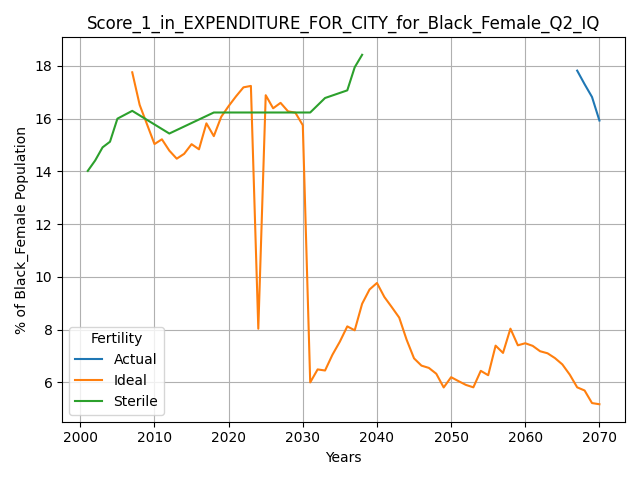 Score_1_in_EXPENDITURE_FOR_CITY_for_Black_Female_Q2_IQ
% of Black_Female Population
18
16
14
12
10
8
6
Fertility
Actual
Ideal
Sterile
2000 2010 2020 2030 2040 2050 2060 2070
Years